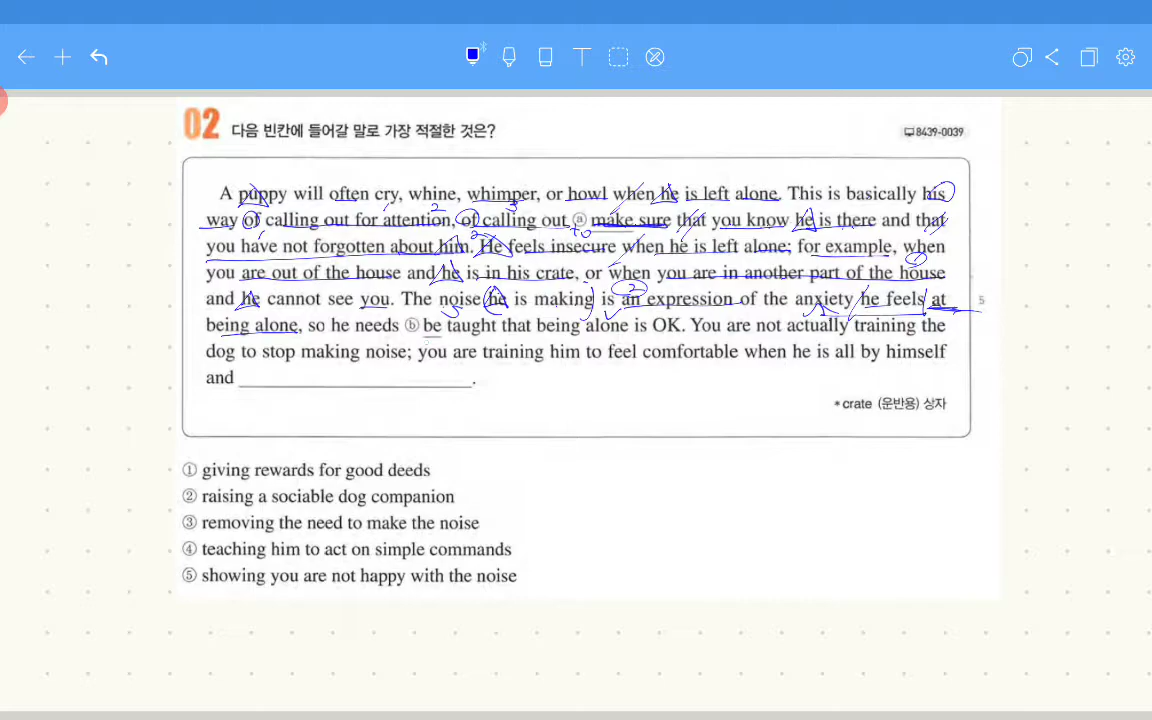 02 다음 빈칸에 들어갈 말로 가장 적절한 것은?
8439-0039
A puppy will often cry, whine, whimper, or howl when he is left alone. This is basically his
way of calling out for attention, of calling out ⓐ make sure that you know he is there and that
to
you have not forgotten about him. He feels insecure when he is left alone; for example, when
you are out of the house and he is in his crate, or when you are in another part of the house
and he cannot see you. The noise he is making is an expression of the anxiety he feels at
5
being alone, so he needs ⓑ be taught that being alone is OK. You are not actually training the
dog to stop making noise; you are training him to feel comfortable when he is all by himself
and ____________________.
* crate (운반용) 상자
① giving rewards for good deeds
② raising a sociable dog companion
③ removing the need to make the noise
④ teaching him to act on simple commands
⑤ showing you are not happy with the noise